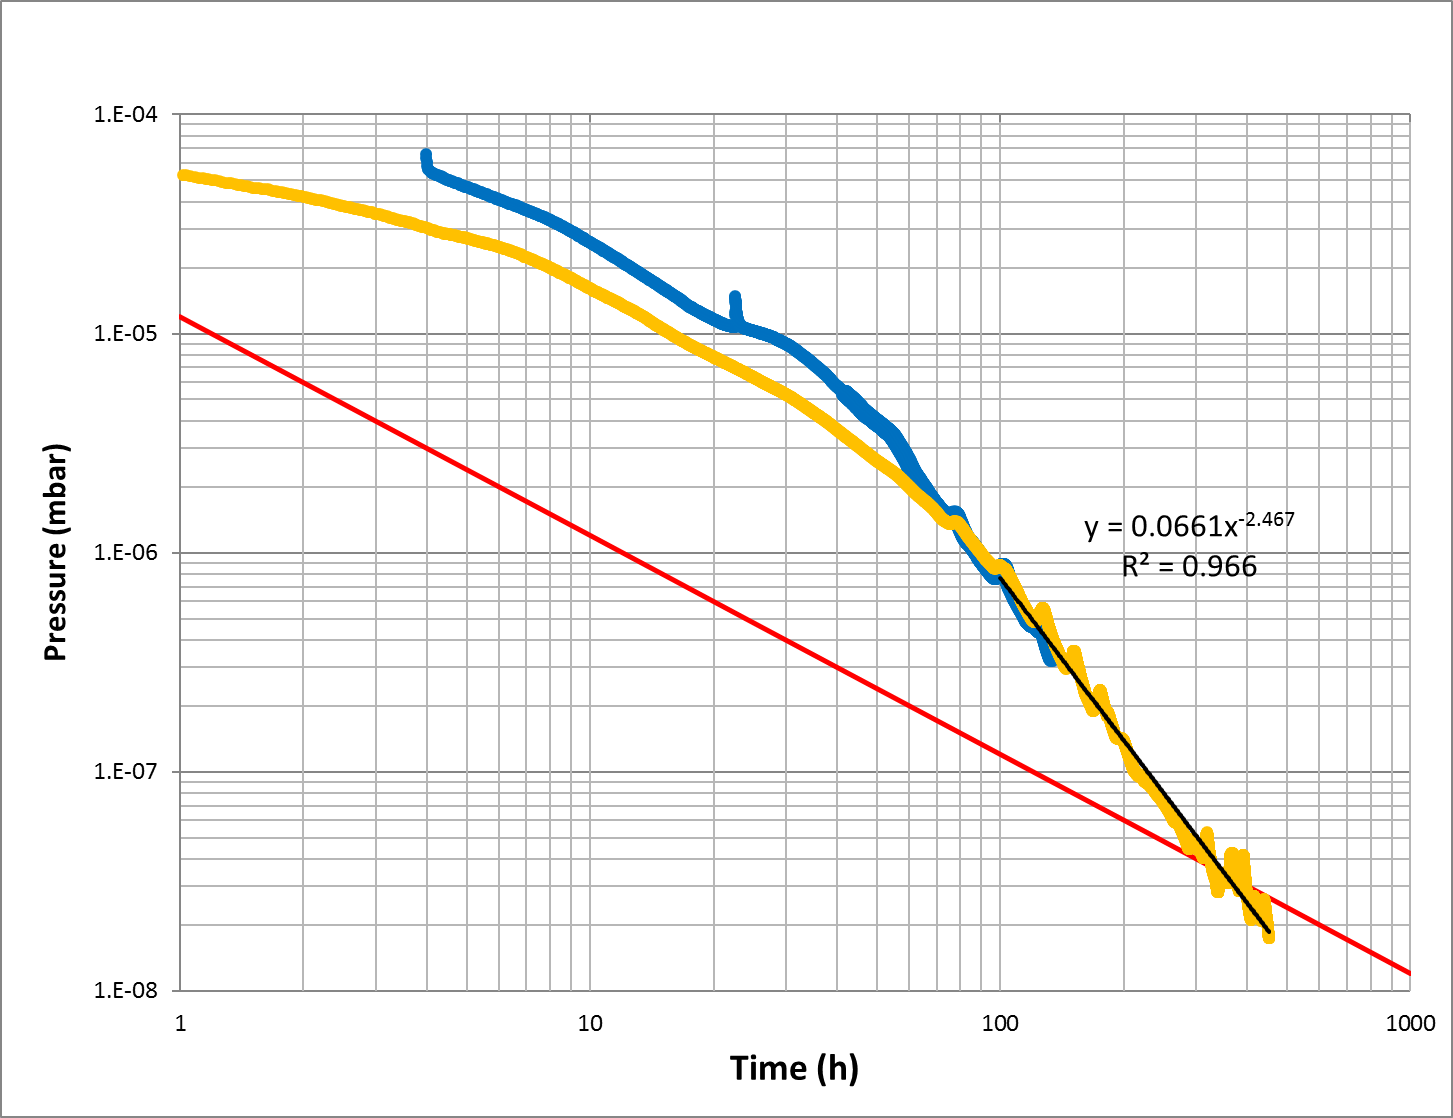 1.E-04
1.E-05
1.E-06
1.E-07
1.E-08
Pressure (mbar)
y = 0.0661x^-2.467
R² = 0.966
1
10
100
1000
Time (h)